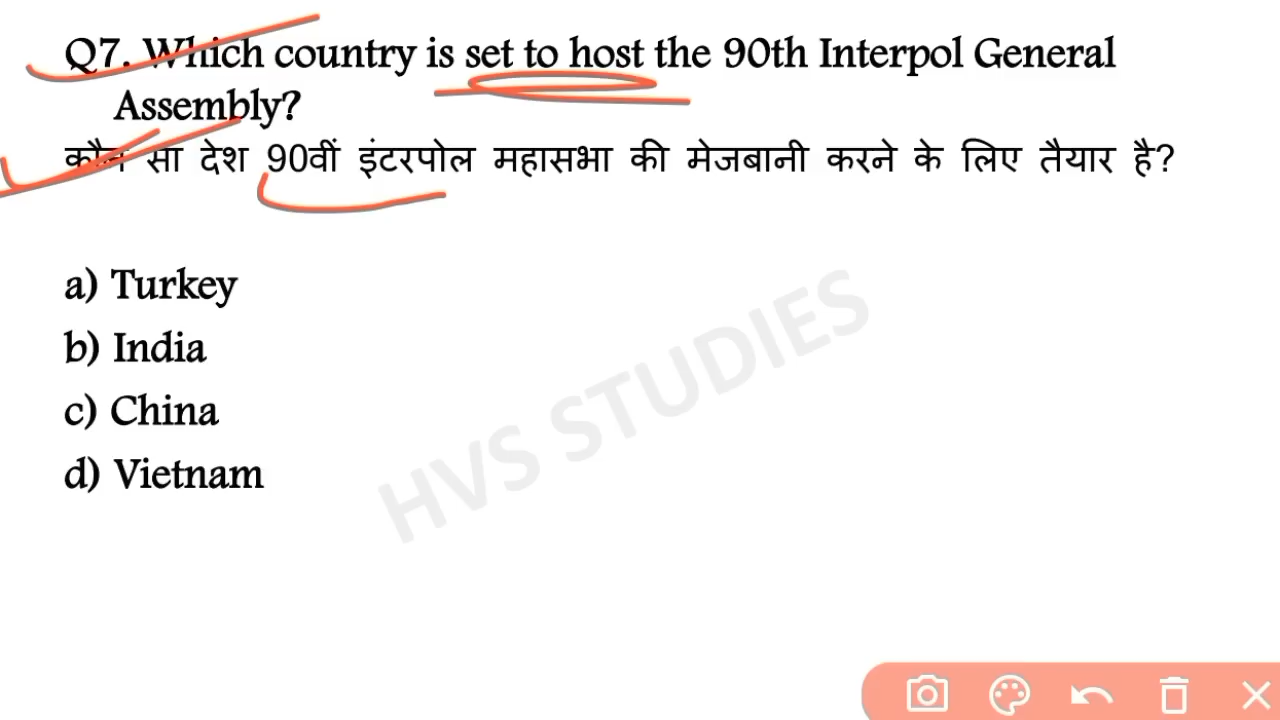 Q7. Which country is set to host the 90th Interpol General
Assembly?
कौन सा देश 90वीं इंटरपोल महासभा की मेजबानी करने के लिए तैयार है?
a) Turkey
b) India
c) China
d) Vietnam
HVS STUDIES